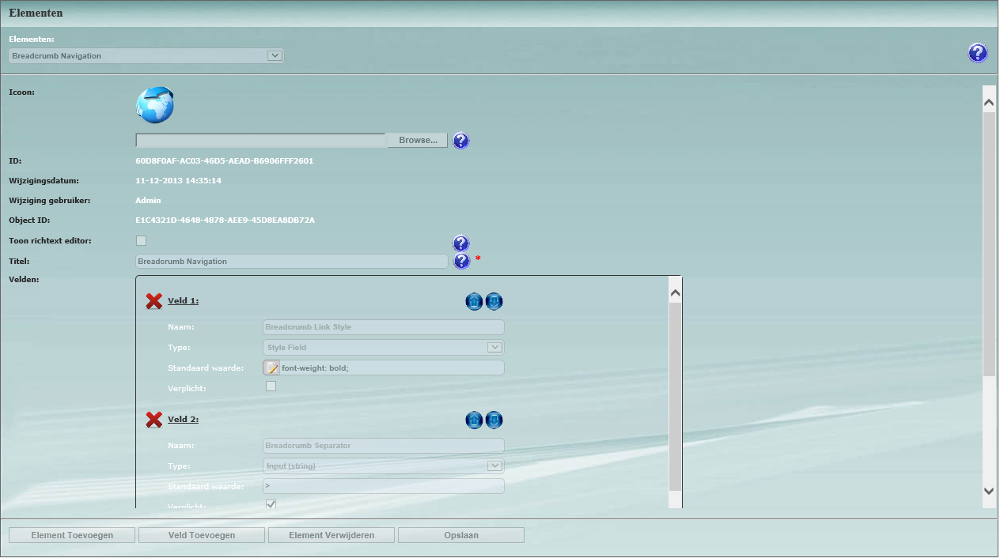 Elementen
Elementen:
Breadcrumb Navigation
Icoon:
Browse...
ID: 60D8F0AF-AC03-46D5-AEAD-B6906FFF2601
Wijzigingsdatum: 11-12-2013 14:35:14
Wijziging gebruiker: Admin
Object ID: E1C4321D-4648-4878-AEE9-45D8EA8DB72A
Toon richtext editor:
Titel: Breadcrumb Navigation *
Velden:
Veld 1:
Naam: Breadcrumb Link Style
Type: Style Field
Standaard waarde: font-weight: bold;
Verplicht:
Veld 2:
Naam: Breadcrumb Separator
Type: Input (string)
Standaard waarde: >
Verplicht:
Element Toevoegen Veld Toevoegen Element Verwijderen Opslaan